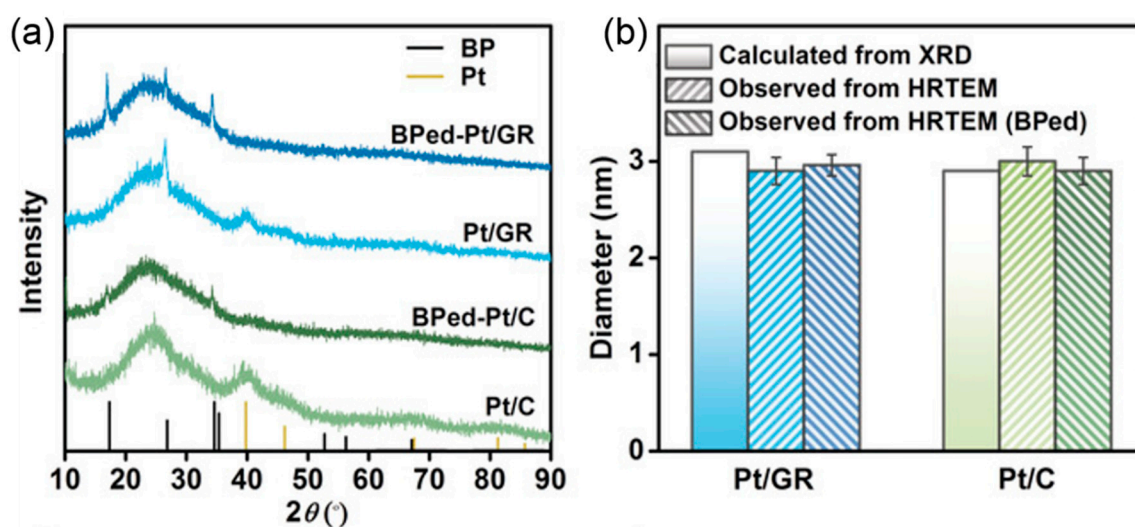 (a)
BP
Pt
BPed-Pt/GR
Pt/GR
BPed-Pt/C
Pt/C
Intensity
10 20 30 40 50 60 70 80 90
2θ (°)
(b)
Calculated from XRD
Observed from HRTEM
Observed from HRTEM (BPed)
Diameter (nm)
3
2
1
0
Pt/GR Pt/C